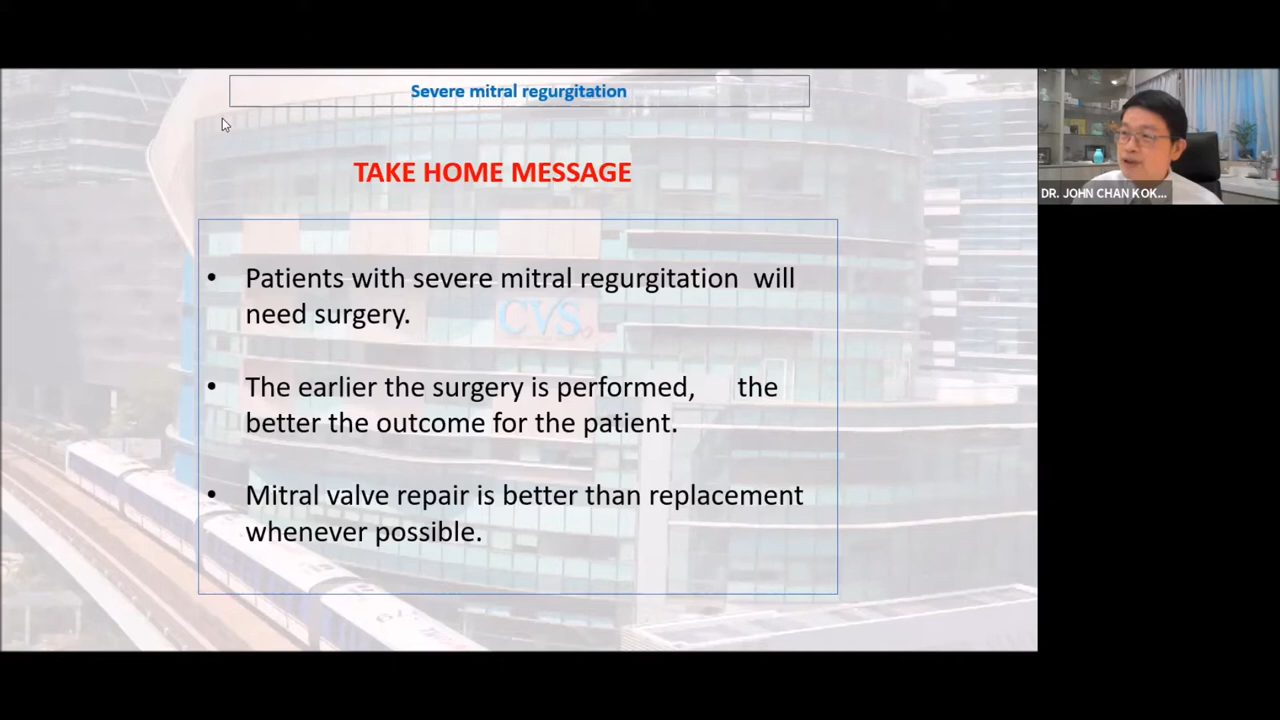 Severe mitral regurgitation
TAKE HOME MESSAGE
• Patients with severe mitral regurgitation will
need surgery.
• The earlier the surgery is performed, the
better the outcome for the patient.
• Mitral valve repair is better than replacement
whenever possible.
CVS
DR. JOHN CHAN KOK...